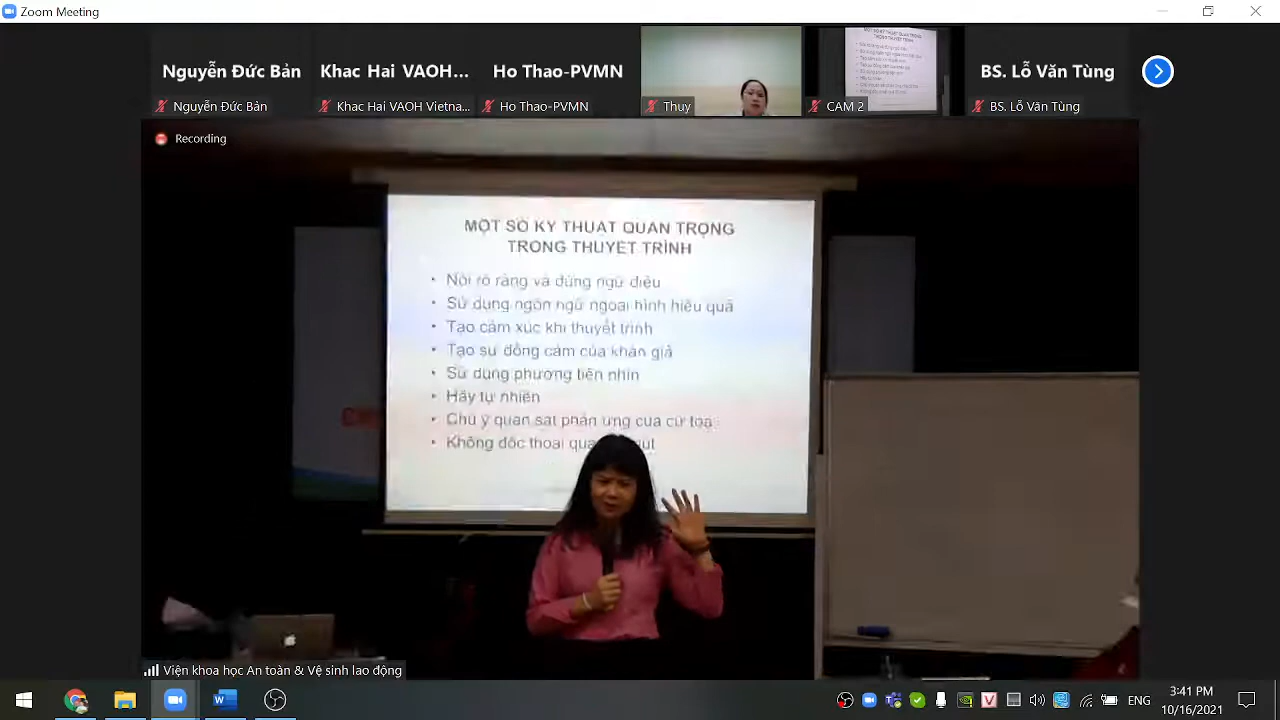 Zoom Meeting
Nguyễn Đức Bản
Khac Hai VAOH...
Ho Thao-PVMN
BS. Lỗ Văn Tùng
Nguyễn Đức Bản
Khac Hai VAOH Vietna...
Ho Thao-PVMN
Thuy
CAM 2
BS. Lỗ Văn Tùng
Recording
MỘT SỐ KỸ THUẬT QUAN TRỌNG
TRONG THUYẾT TRÌNH
• Nói rõ ràng và đúng ngữ điệu
• Sử dụng ngôn ngữ ngoại hình hiệu quả
• Tạo cảm xúc khi thuyết trình
• Tạo sự đồng cảm của khán giả
• Sử dụng phương tiện nhìn
• Hãy tự nhiên
• Chú ý quan sát phản ứng của cử tọa
• Không độc thoại
Viện khoa học An toàn & Vệ sinh lao động
ENG
3:41 PM
10/16/2021